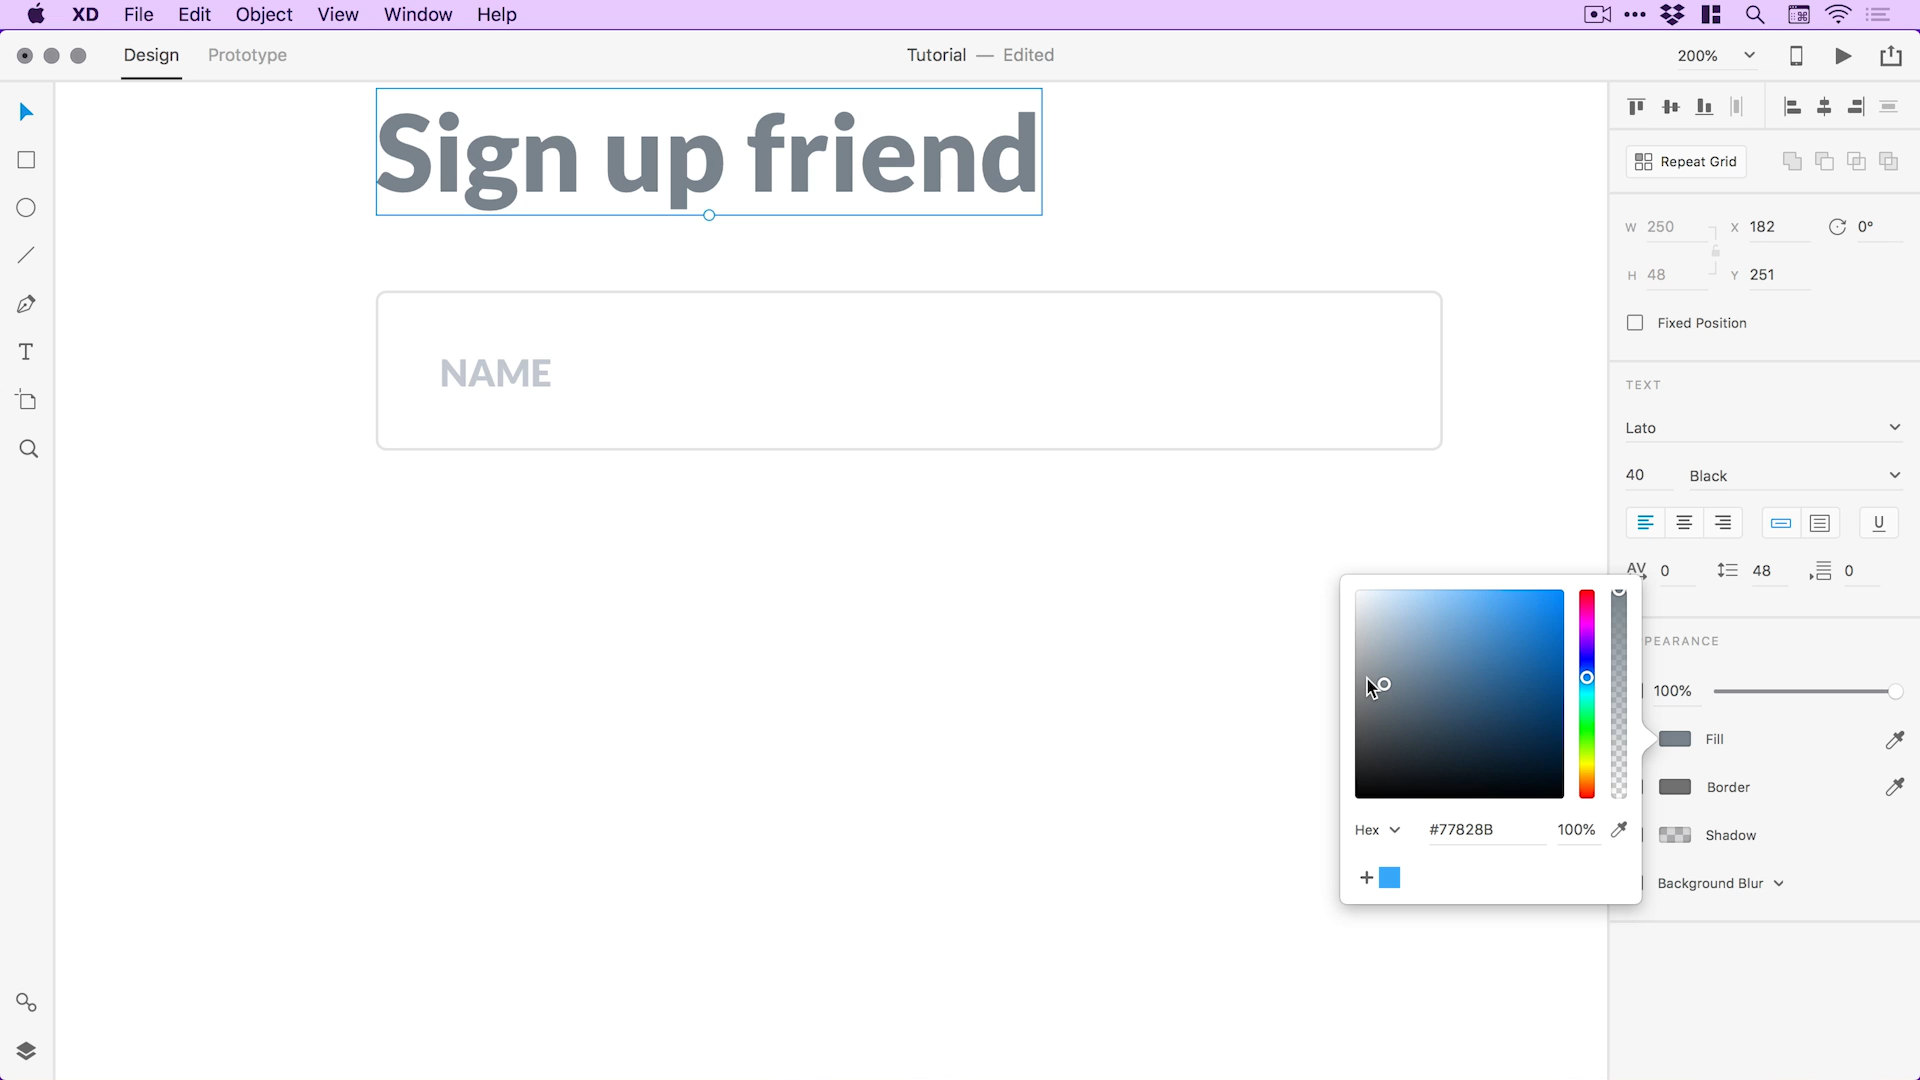 XD File Edit Object View Window Help
Design Prototype Tutorial — Edited 200%
Sign up friend
NAME
Repeat Grid
W 250 X 182 0°
H 48 Y 251
Fixed Position
TEXT
Lato
40 Black
U
AV 0 48 0
PEARANCE
100%
Fill
Border
Shadow
Background Blur
Hex #77828B 100%
+